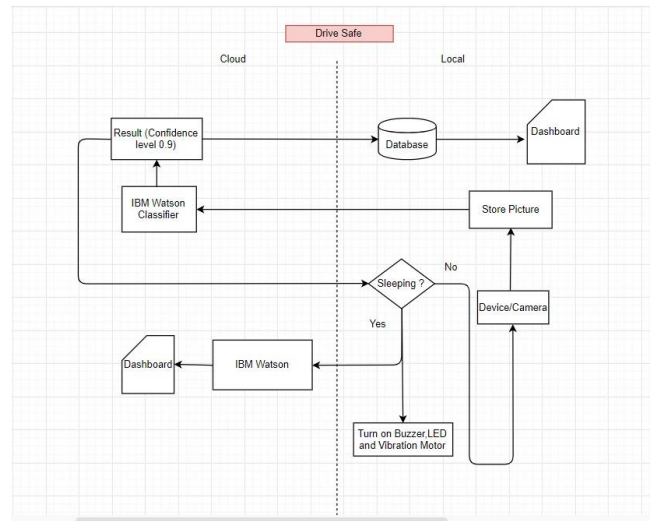 Drive Safe
Cloud
Local
Result (Confidence
level 0.9)
Database
Dashboard
IBM Watson
Classifier
Store Picture
Sleeping ?
No
Device/Camera
Yes
Dashboard
IBM Watson
Turn on Buzzer,LED
and Vibration Motor